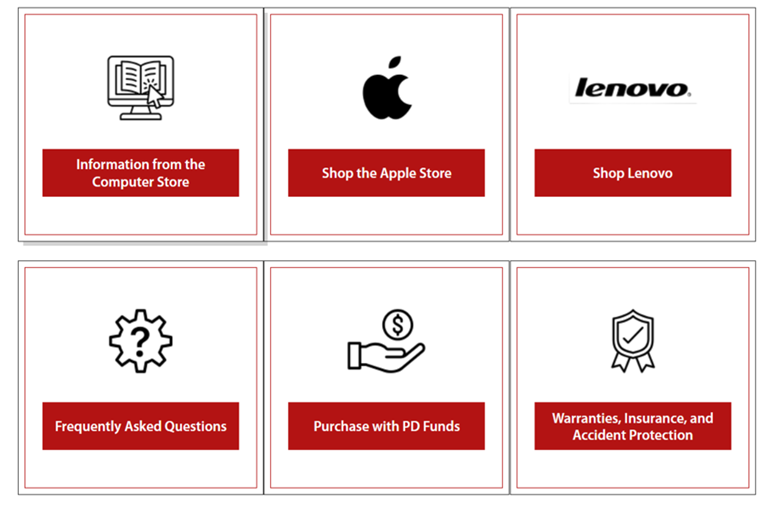 Information from the
Computer Store
Shop the Apple Store
lenovo.
Shop Lenovo
?
Frequently Asked Questions
$
Purchase with PD Funds
Warranties, Insurance, and
Accident Protection